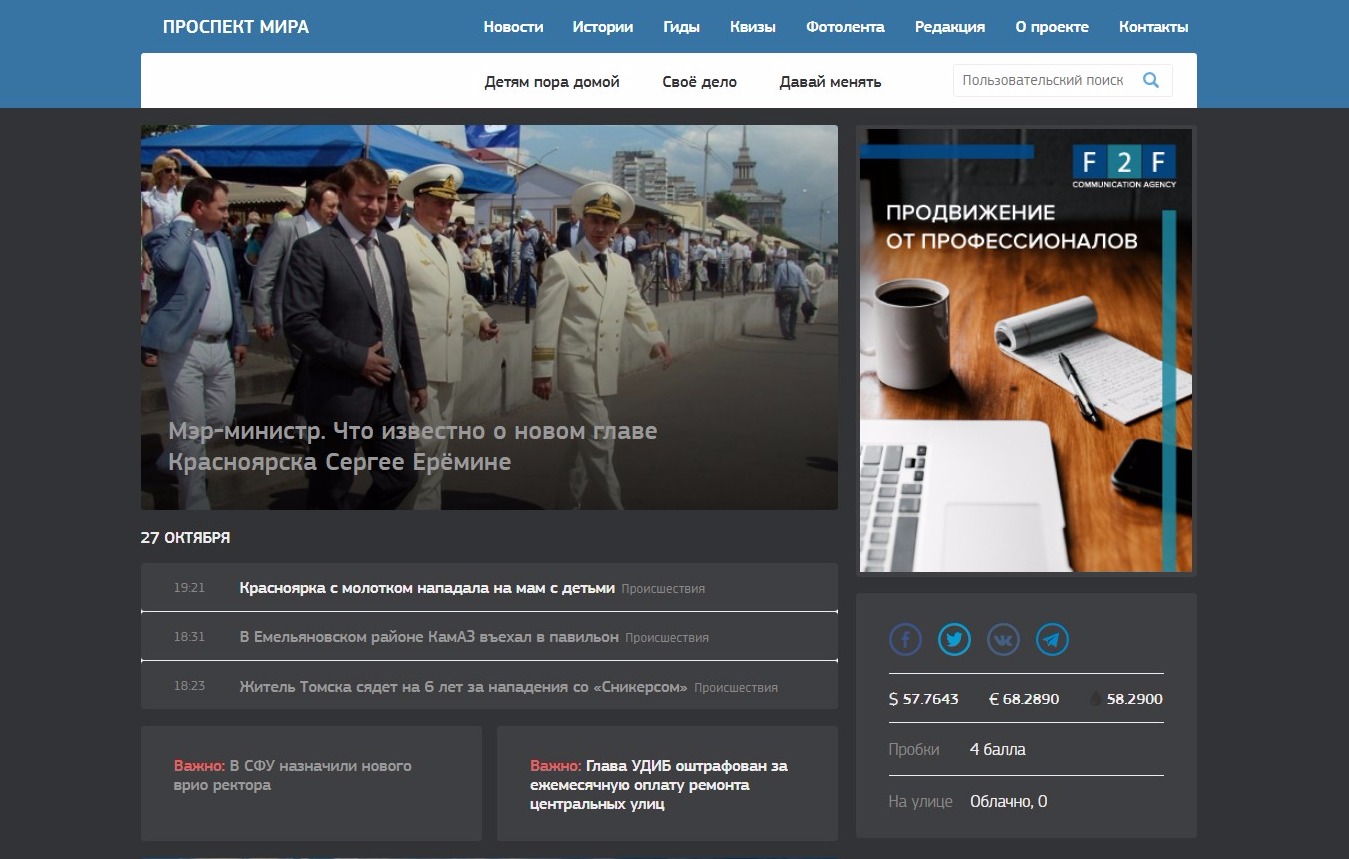 ПРОСПЕКТ МИРА
Новости Истории Гиды Квизы Фотолента Редакция О проекте Контакты
Детям пора домой Своё дело Давай менять
Пользовательский поиск
Мэр-министр. Что известно о новом главе
Красноярска Сергее Ерёмине
F 2 F
COMMUNICATION AGENCY
ПРОДВИЖЕНИЕ
ОТ ПРОФЕССИОНАЛОВ
27 ОКТЯБРЯ
19:21 Красноярка с молотком нападала на мам с детьми Происшествия
18:31 В Емельяновском районе КамАЗ въехал в павильон Происшествия
18:23 Житель Томска сядет на 6 лет за нападения со «Сникерсом» Происшествия
Важно: В СФУ назначили нового
врио ректора
Важно: Глава УДИБ оштрафован за
ежемесячную оплату ремонта
центральных улиц
$ 57.7643 € 68.2890 58.2900
Пробки 4 балла
На улице Облачно, 0